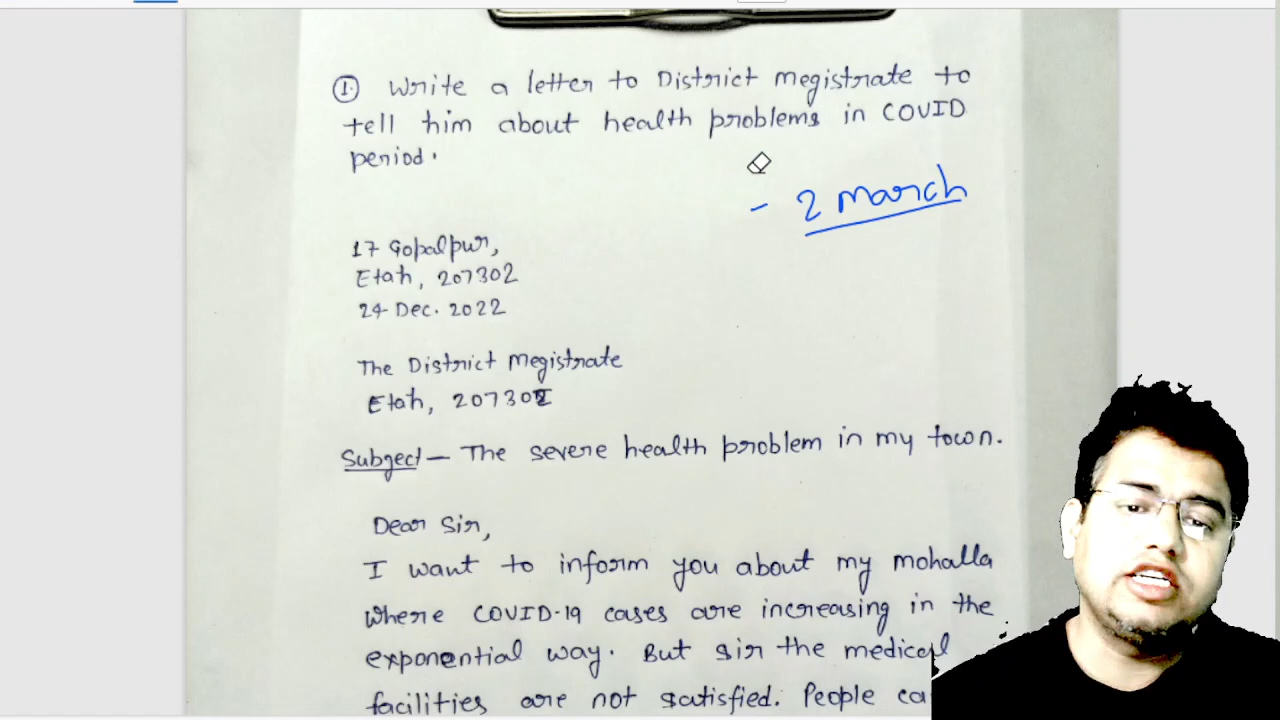 1. Write a letter to District Megistrate to
tell him about health problems in COVID
period.
- 2 March
17 Gopalpur,
Etah, 207302
24 Dec. 2022
The District Megistrate
Etah, 207302
Subject - The severe health problem in my town.
Dear Sir,
I want to inform you about my mohalla
where COVID-19 cases are increasing in the
exponential way. But sir the medical
facilities are not satisfied. People